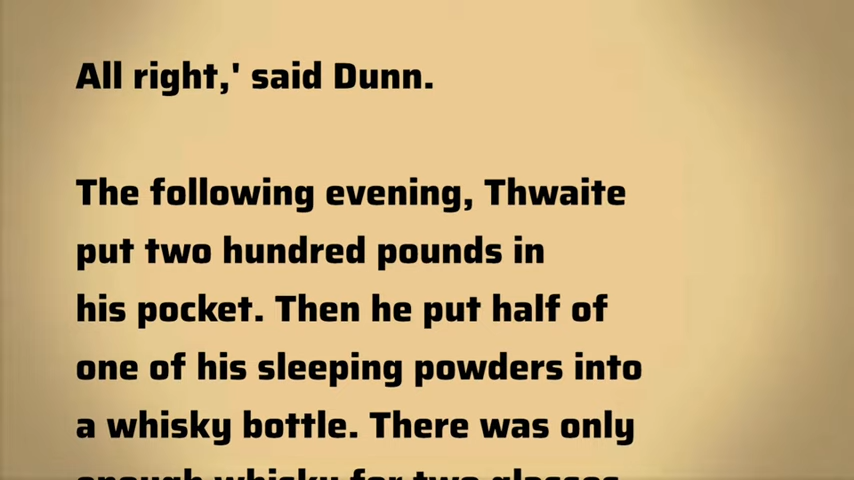 All right,' said Dunn.
The following evening, Thwaite
put two hundred pounds in
his pocket. Then he put half of
one of his sleeping powders into
a whisky bottle. There was only
enough whisky for two glasses